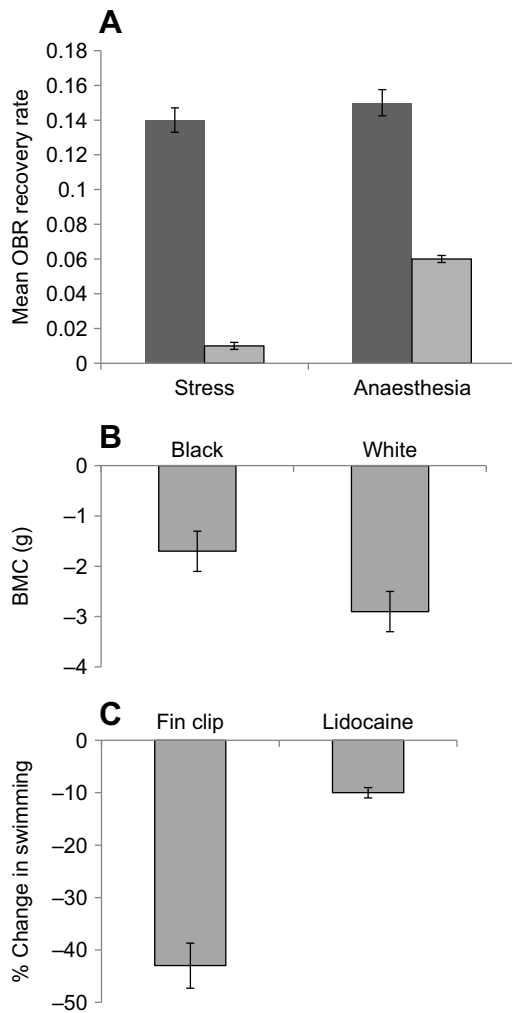 A
Mean OBR recovery rate
0.18
0.16
0.14
0.12
0.1
0.08
0.06
0.04
0.02
0
Stress Anaesthesia
B
Black White
BMC (g)
0
–1
–2
–3
–4
C
Fin clip Lidocaine
% Change in swimming
0
–10
–20
–30
–40
–50